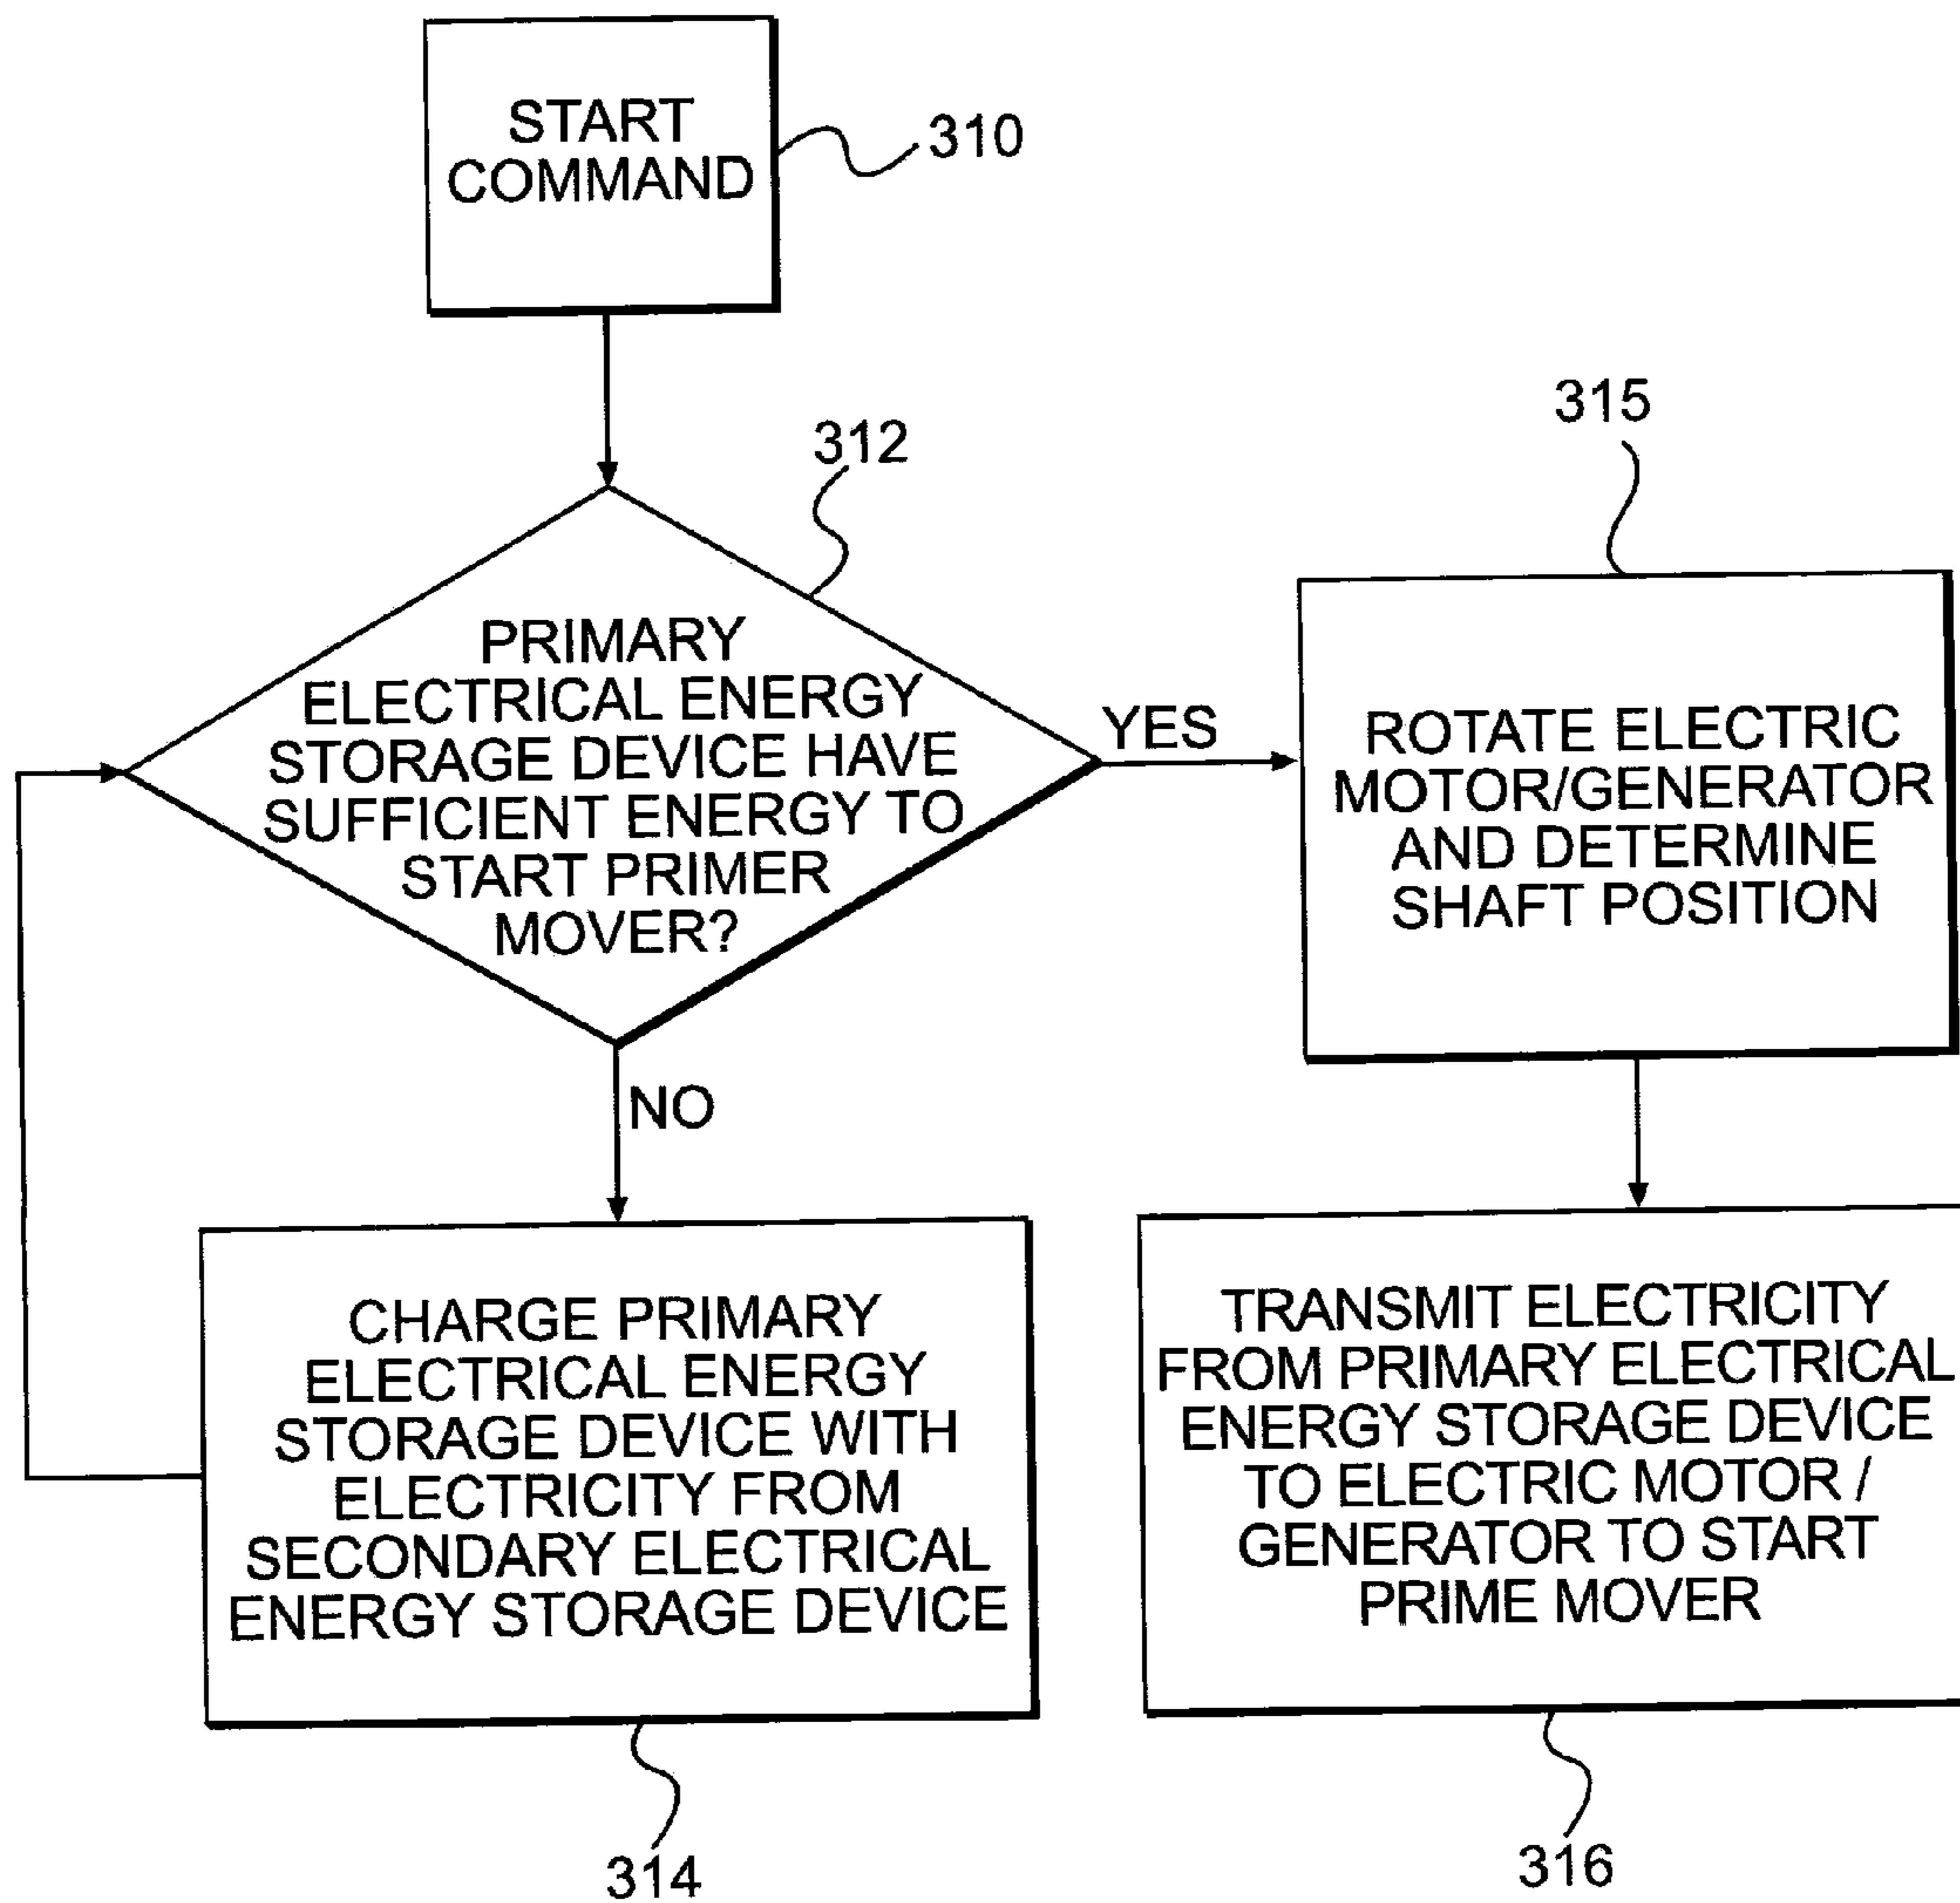 START
COMMAND
310
312
PRIMARY
ELECTRICAL ENERGY
STORAGE DEVICE HAVE
SUFFICIENT ENERGY TO
START PRIMER
MOVER?
YES
NO
315
ROTATE ELECTRIC
MOTOR/GENERATOR
AND DETERMINE
SHAFT POSITION
CHARGE PRIMARY
ELECTRICAL ENERGY
STORAGE DEVICE WITH
ELECTRICITY FROM
SECONDARY ELECTRICAL
ENERGY STORAGE DEVICE
314
TRANSMIT ELECTRICITY
FROM PRIMARY ELECTRICAL
ENERGY STORAGE DEVICE
TO ELECTRIC MOTOR /
GENERATOR TO START
PRIME MOVER
316